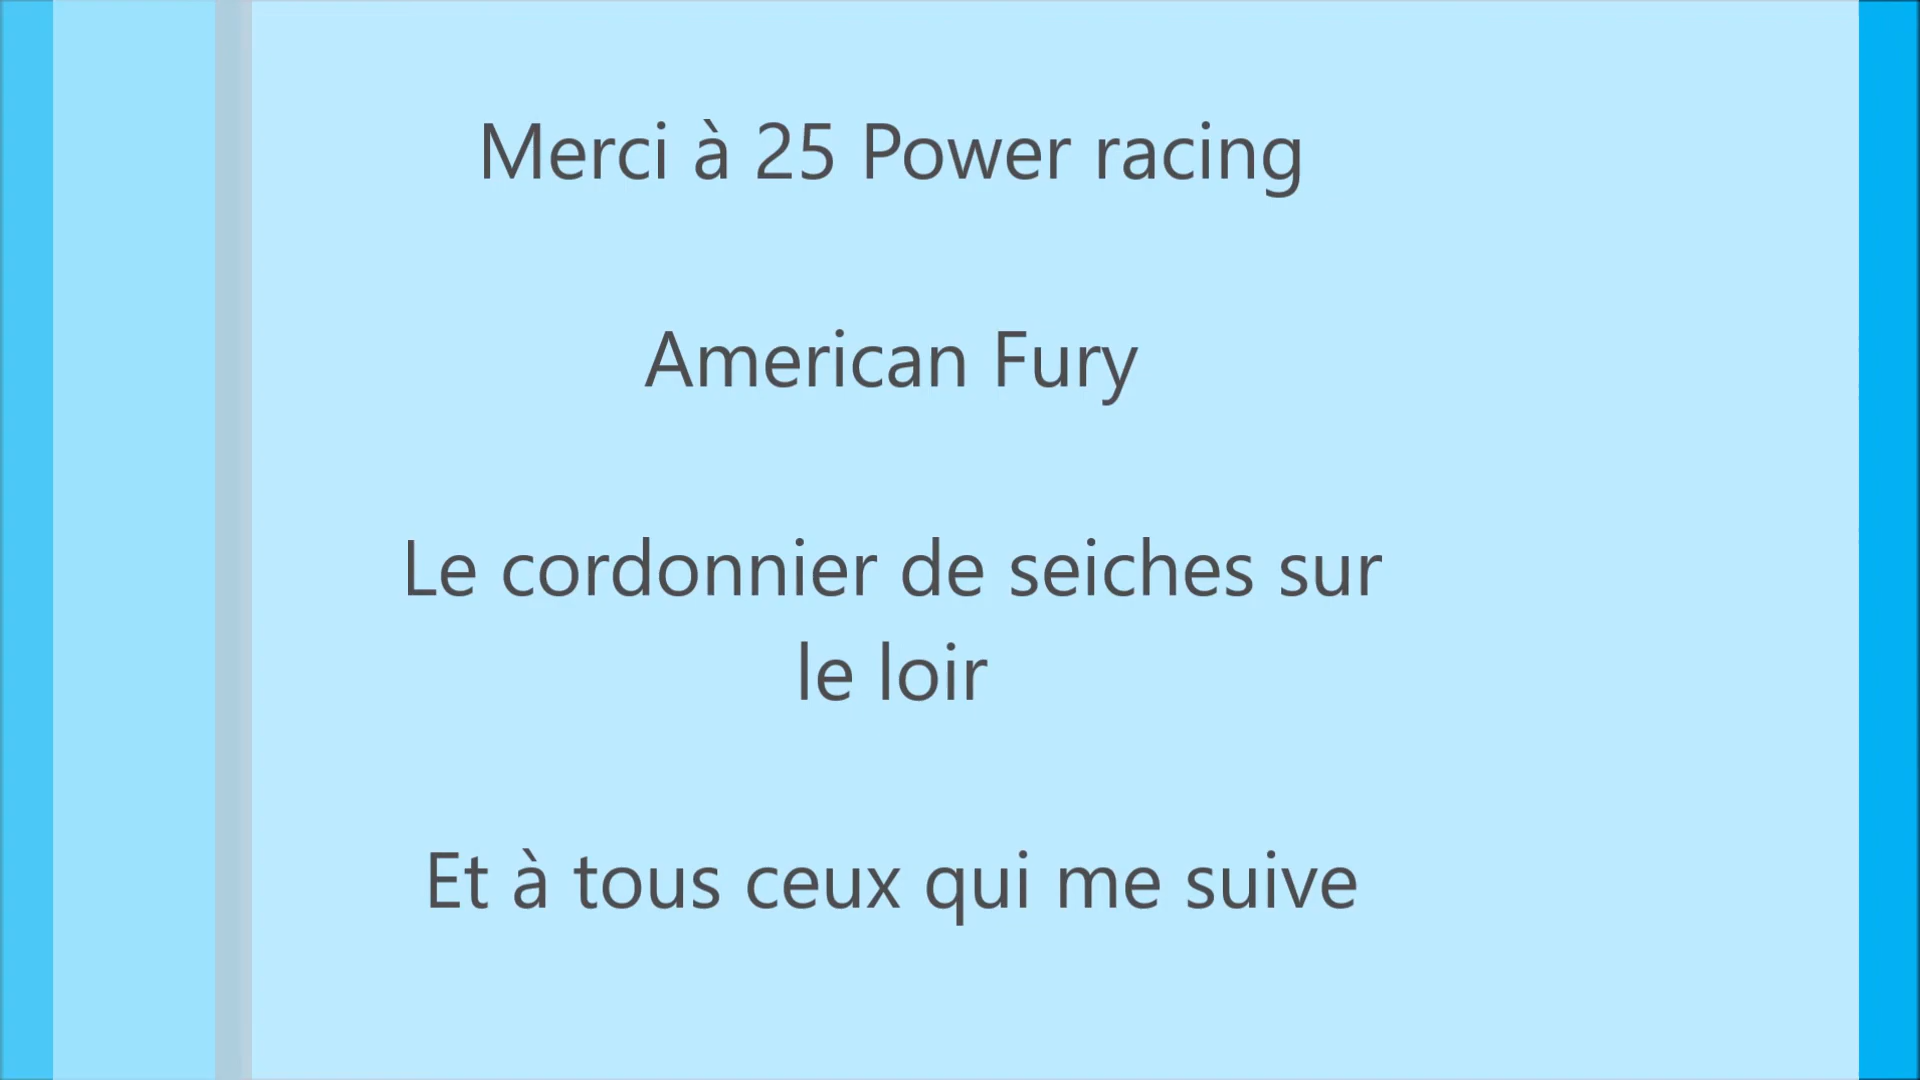 Merci à 25 Power racing
American Fury
Le cordonnier de seiches sur
le loir
Et à tous ceux qui me suive